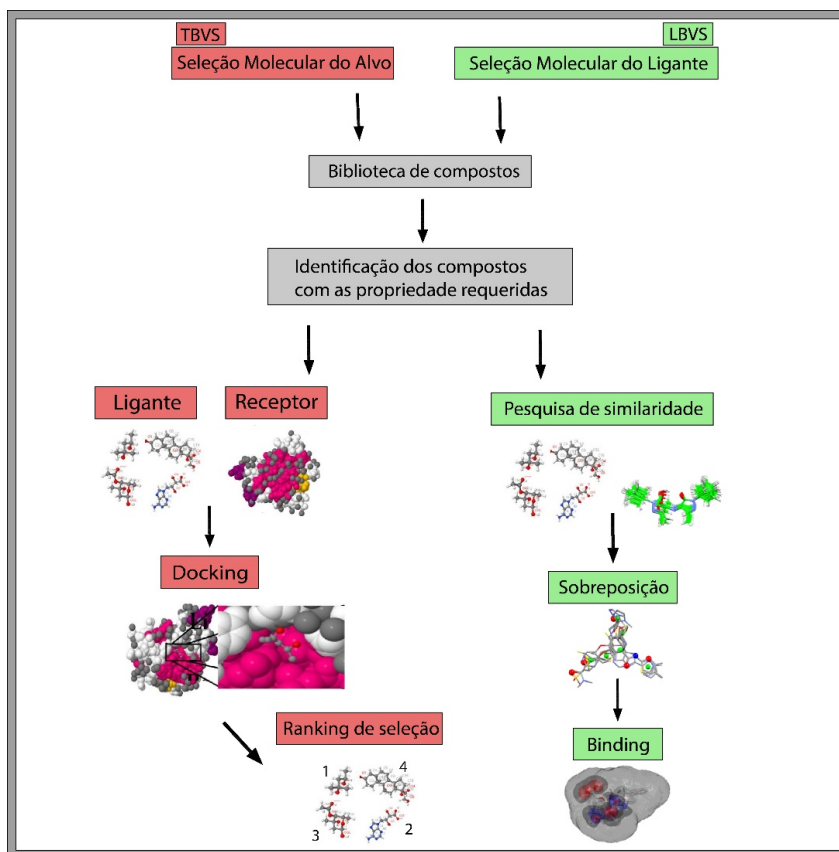 TBVS
LBVS
Seleção Molecular do Alvo
Seleção Molecular do Ligante
Biblioteca de compostos
Identificação dos compostos
com as propriedade requeridas
Ligante
Receptor
Pesquisa de similaridade
Docking
Sobreposição
Ranking de seleção
Binding
1
4
3
2